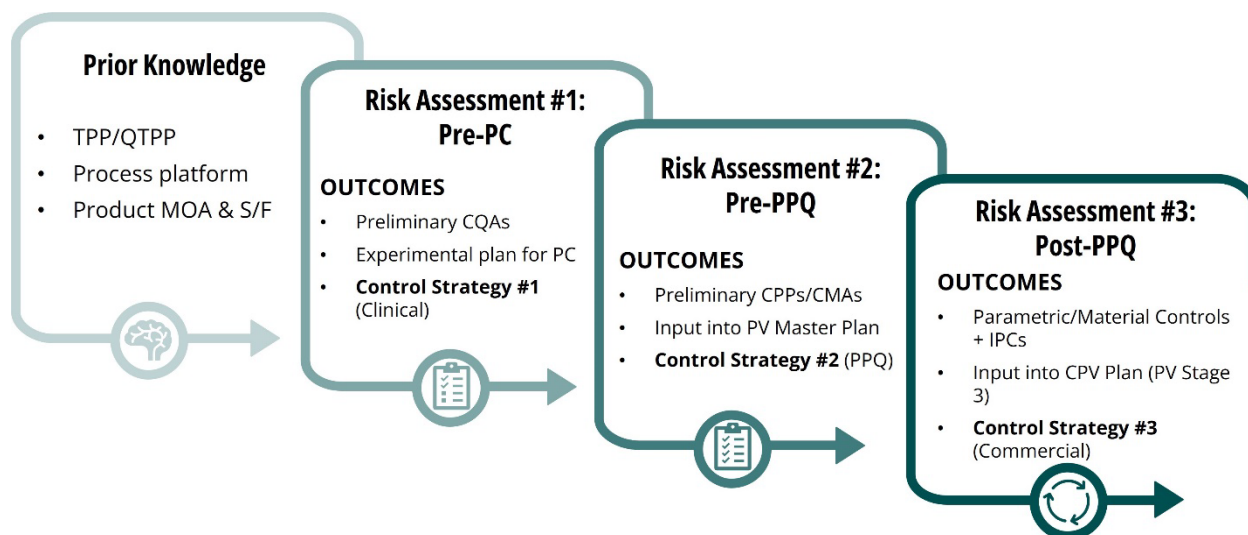 Prior Knowledge
• TPP/QTPP
• Process platform
• Product MOA & S/F
Risk Assessment #1:
Pre-PC
OUTCOMES
• Preliminary CQAs
• Experimental plan for PC
• Control Strategy #1
(Clinical)
Risk Assessment #2:
Pre-PPQ
OUTCOMES
• Preliminary CPPs/CMAs
• Input into PV Master Plan
• Control Strategy #2 (PPQ)
Risk Assessment #3:
Post-PPQ
OUTCOMES
• Parametric/Material Controls
+ IPCs
• Input into CPV Plan (PV Stage
3)
• Control Strategy #3
(Commercial)